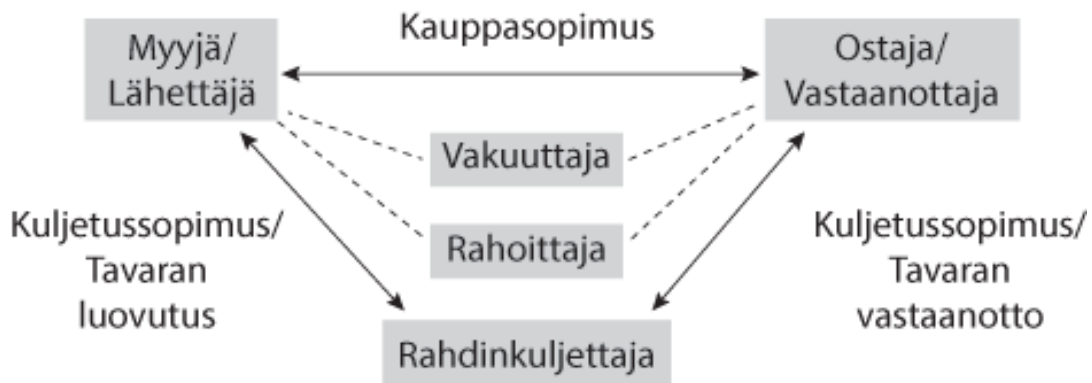 Kauppasopimus
Myyjä/
Lähettäjä
Ostaja/
Vastaanottaja
Vakuuttaja
Rahoittaja
Kuljetussopimus/
Tavaran
luovutus
Kuljetussopimus/
Tavaran
vastaanotto
Rahdinkuljettaja